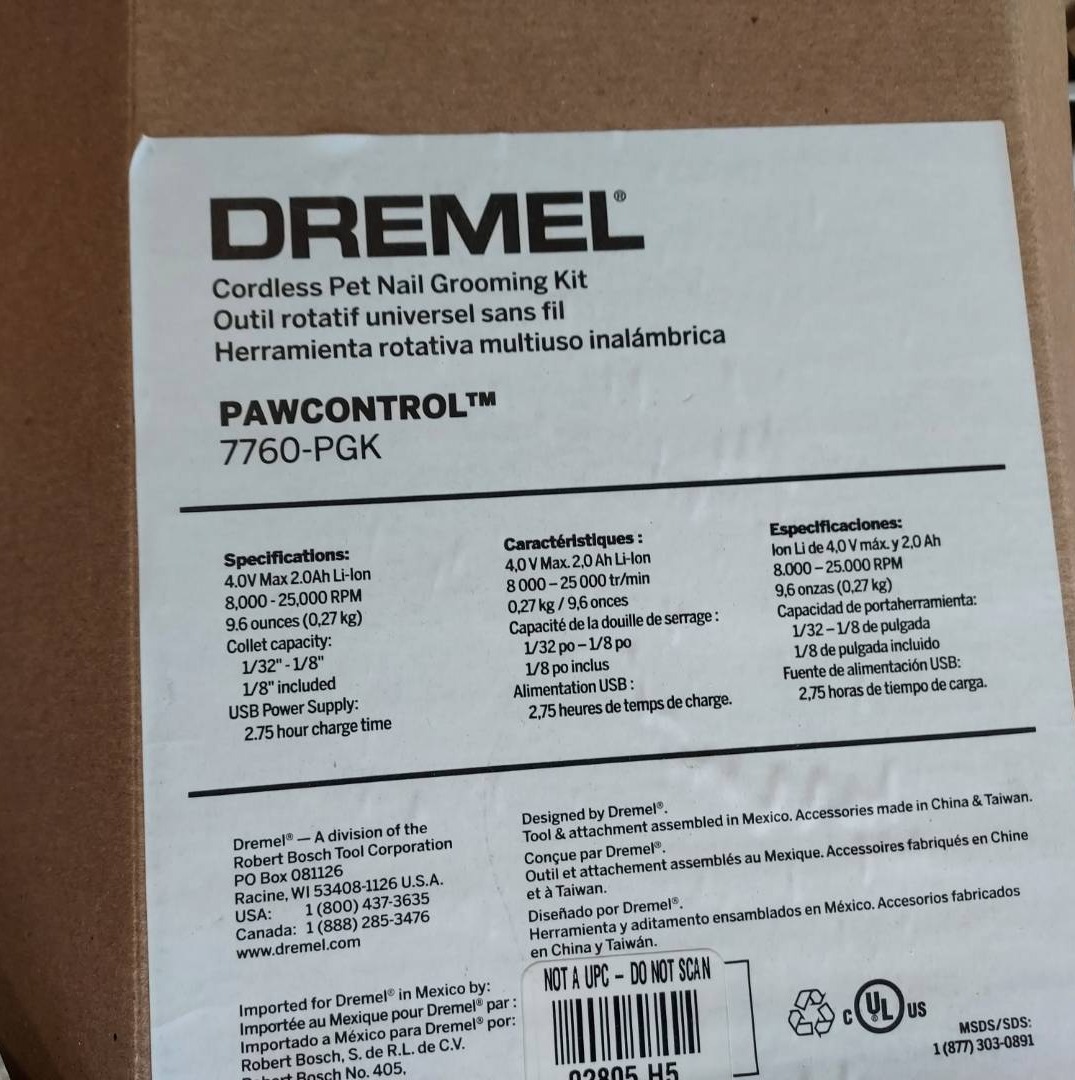 DREMEL®
Cordless Pet Nail Grooming Kit
Outil rotatif universel sans fil
Herramienta rotativa multiuso inalámbrica
PAWCONTROL™
7760-PGK
Specifications:
4.0V Max 2.0Ah Li-Ion
8,000 - 25,000 RPM
9.6 ounces (0,27 kg)
Collet capacity:
1/32" - 1/8"
1/8" included
USB Power Supply:
2.75 hour charge time
Caractéristiques :
4,0 V Max. 2,0 Ah Li-Ion
8 000 – 25 000 tr/min
0,27 kg / 9,6 onces
Capacité de la douille de serrage :
1/32 po – 1/8 po
1/8 po inclus
Alimentation USB :
2,75 heures de temps de charge.
Especificaciones:
Ion Li de 4,0 V máx. y 2,0 Ah
8.000 – 25.000 RPM
9,6 onzas (0,27 kg)
Capacidad de portaherramienta:
1/32 – 1/8 de pulgada
1/8 de pulgada incluido
Fuente de alimentación USB:
2,75 horas de tiempo de carga.
Dremel® — A division of the
Robert Bosch Tool Corporation
PO Box 081126
Racine, WI 53408-1126 U.S.A.
USA: 1 (800) 437-3635
Canada: 1 (888) 285-3476
www.dremel.com
Imported for Dremel® in Mexico by:
Importée au Mexique pour Dremel® par :
Importado a México para Dremel® por:
Robert Bosch, S. de R.L. de C.V.
Robert Bosch No. 405,
Designed by Dremel®.
Tool & attachment assembled in Mexico. Accessories made in China & Taiwan.
Conçue par Dremel®.
Outil et attachement assemblés au Mexique. Accessoires fabriqués en Chine
et à Taiwan.
Diseñado por Dremel®.
Herramienta y aditamento ensamblados en México. Accesorios fabricados
en China y Taiwán.
NOT A UPC – DO NOT SCAN
02805 H5
C UL® US
MSDS/SDS:
1 (877) 303-0891